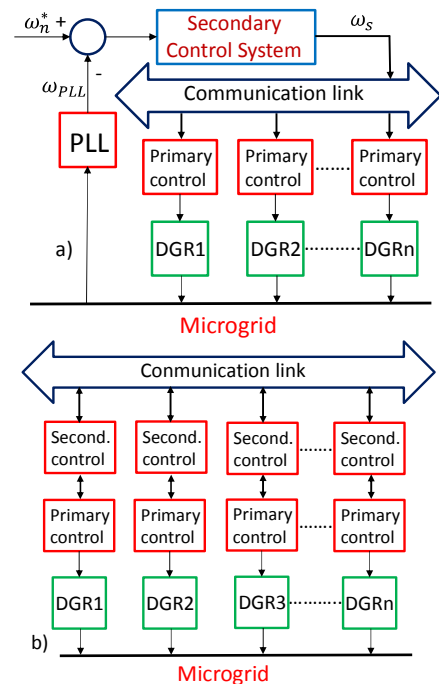 ω*n + Secondary ωs
Control System
-
ωPLL
Communication link
PLL
Primary control Primary control Primary control
a)
DGR1 DGR2 DGRn
Microgrid
Conmunication link
Second. control Second. control Second. control Second. control
Primary control Primary control Primary control Primary control
DGR1 DGR2 DGR3 DGRn
b)
Microgrid